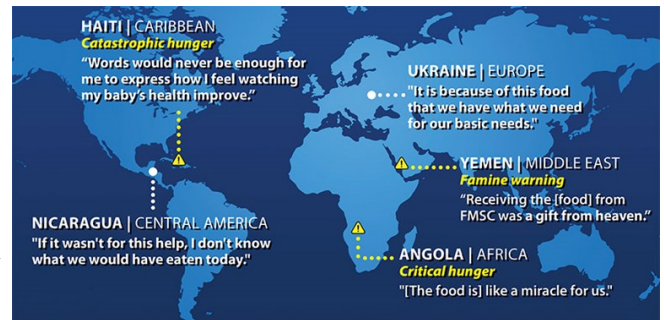 HAITI | CARIBBEAN
Catastrophic hunger
“Words would never be enough for
me to express how I feel watching
my baby’s health improve.”
UKRAINE | EUROPE
"It is because of this food
that we have what we need
for our basic needs."
YEMEN | MIDDLE EAST
Famine warning
“Receiving the [food] from
FMSC was a gift from heaven.”
NICARAGUA | CENTRAL AMERICA
"If it wasn't for this help, I don't know
what we would have eaten today."
ANGOLA | AFRICA
Critical hunger
"[The food is] like a miracle for us."